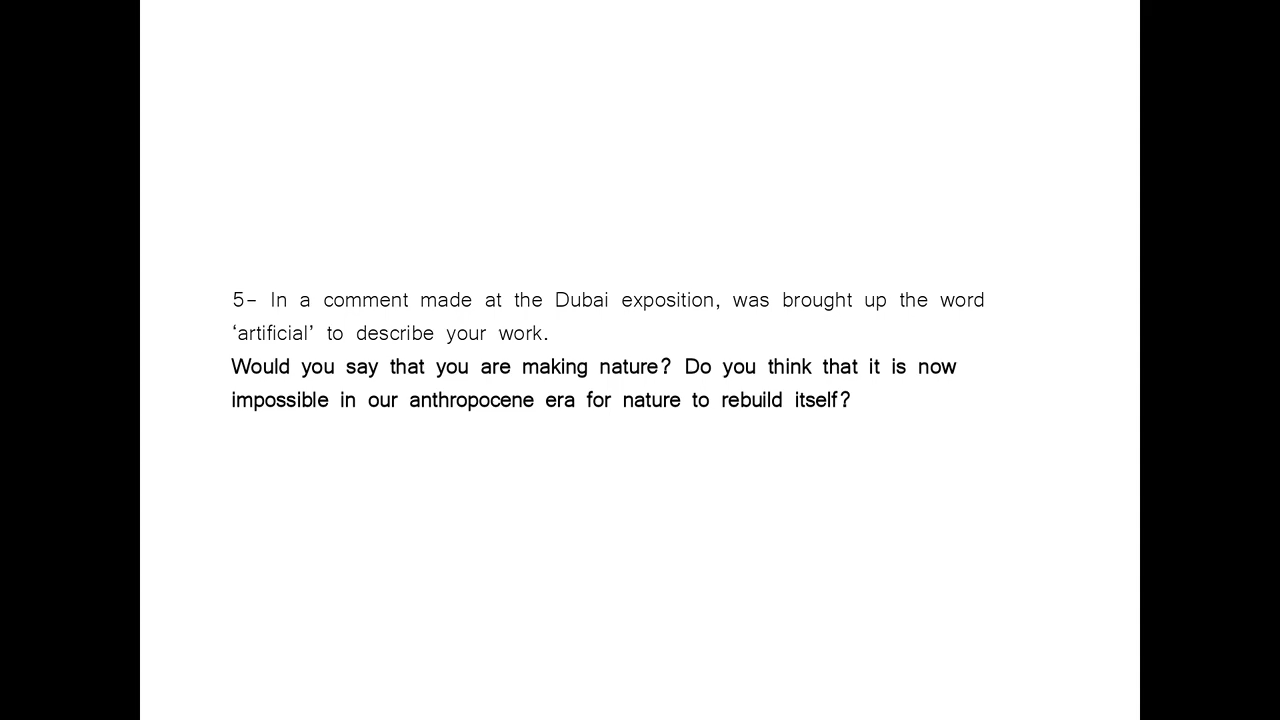 5– In a comment made at the Dubai exposition, was brought up the word
‘artificial’ to describe your work.
Would you say that you are making nature? Do you think that it is now
impossible in our anthropocene era for nature to rebuild itself?